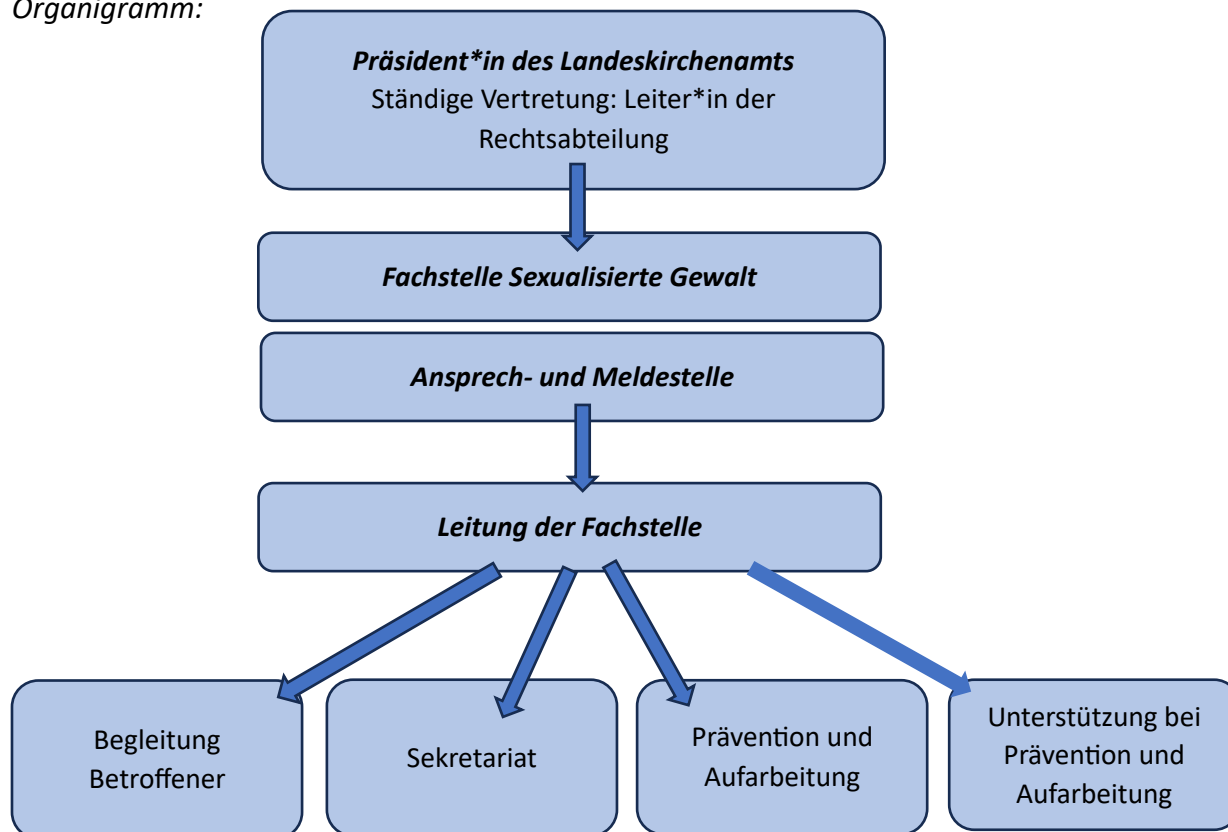 Organigramm:
Präsident*in des Landeskirchenamts
Ständige Vertretung: Leiter*in der
Rechtsabteilung
Fachstelle Sexualisierte Gewalt
Ansprech- und Meldestelle
Leitung der Fachstelle
Begleitung
Betroffener
Sekretariat
Prävention und
Aufarbeitung
Unterstützung bei
Prävention und
Aufarbeitung